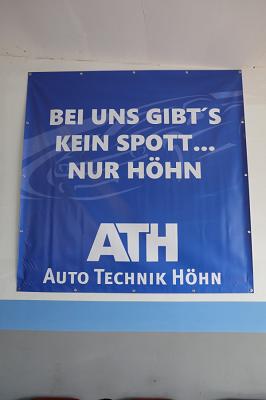 BEI UNS GIBT´S
KEIN SPOTT...
NUR HÖHN
ATH
AUTO TECHNIK HÖHN